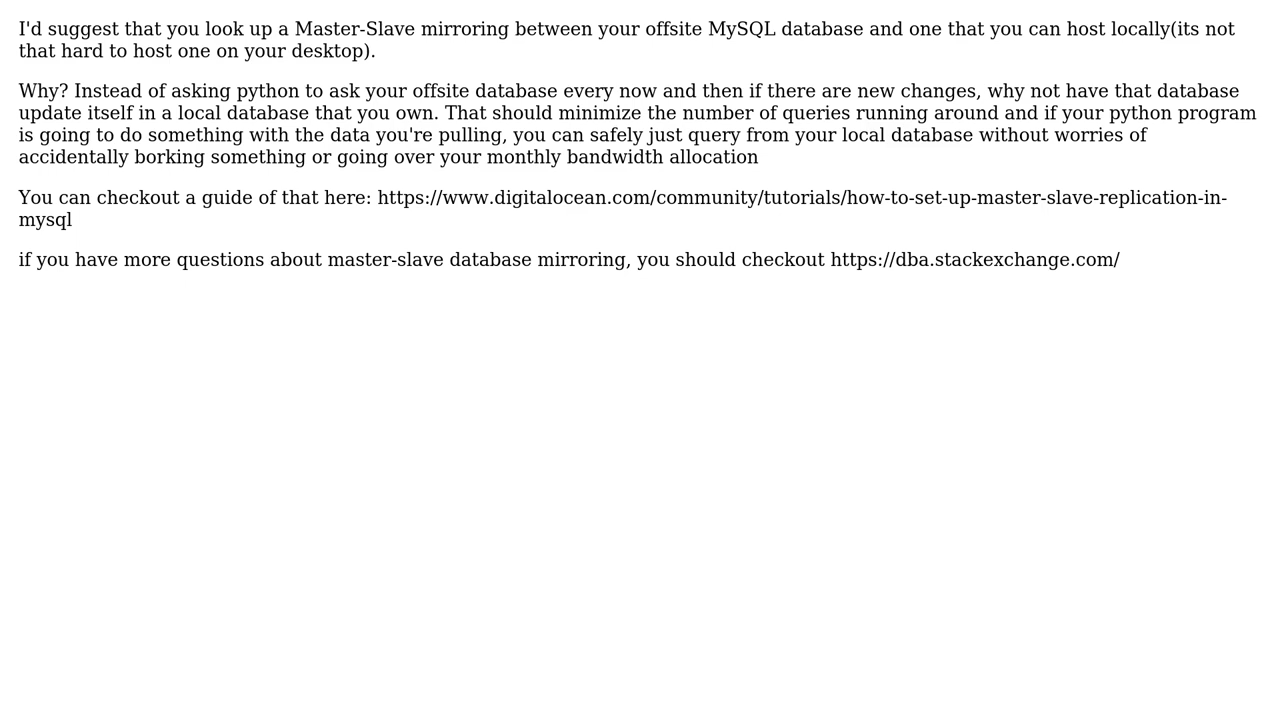 I'd suggest that you look up a Master-Slave mirroring between your offsite MySQL database and one that you can host locally(its not
that hard to host one on your desktop).
Why? Instead of asking python to ask your offsite database every now and then if there are new changes, why not have that database
update itself in a local database that you own. That should minimize the number of queries running around and if your python program
is going to do something with the data you're pulling, you can safely just query from your local database without worries of
accidentally borking something or going over your monthly bandwidth allocation
You can checkout a guide of that here: https://www.digitalocean.com/community/tutorials/how-to-set-up-master-slave-replication-in-
mysql
if you have more questions about master-slave database mirroring, you should checkout https://dba.stackexchange.com/